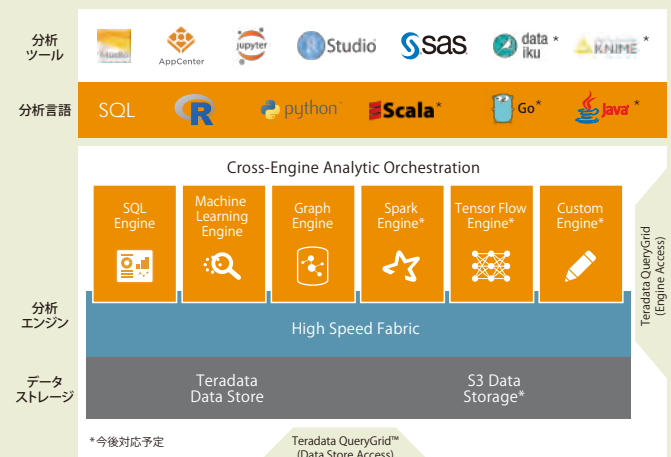 分析
ツール
AppCenter
jupyter
Studio
sas
data *
iku
KNIME *
分析言語
SQL
R
python
Scala*
Go*
Java *
Cross-Engine Analytic Orchestration
SQL
Engine
Machine
Learning
Engine
Graph
Engine
Spark
Engine*
Tensor Flow
Engine*
Custom
Engine*
Teradata QueryGrid
(Engine Access)
分析
エンジン
High Speed Fabric
データ
ストレージ
Teradata
Data Store
S3 Data
Storage*
*今後対応予定
Teradata QueryGrid™
(Data Store Access)